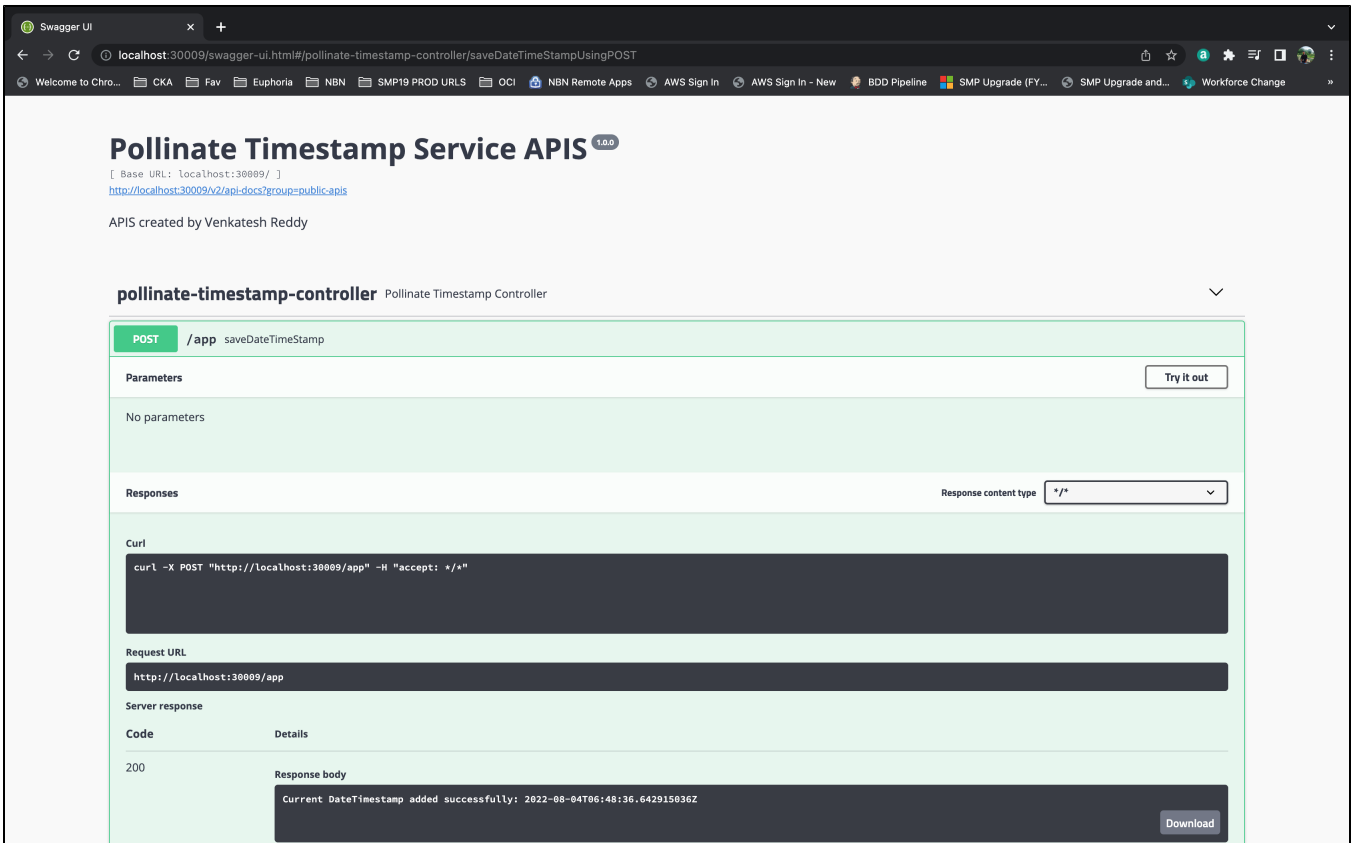 Swagger UI
localhost:30009/swagger-ui.html#/pollinate-timestamp-controller/saveDateTimeStampUsingPOST
Welcome to Chro... CKA Fav Euphoria NBN SMP19 PROD URLS OCI NBN Remote Apps AWS Sign In AWS Sign In - New BDD Pipeline SMP Upgrade (FY... SMP Upgrade and... Workforce Change »
Pollinate Timestamp Service APIS 1.0.0
[ Base URL: localhost:30009/ ]
http://localhost:30009/v2/api-docs?group=public-apis
APIS created by Venkatesh Reddy
pollinate-timestamp-controller Pollinate Timestamp Controller
POST /app saveDateTimeStamp
Parameters Try it out
No parameters
Responses Response content type */*
Curl
curl -X POST "http://localhost:30009/app" -H "accept: */*"
Request URL
http://localhost:30009/app
Server response
Code Details
200
Response body
Current DateTimestamp added successfully: 2022-08-04T06:48:36.642915036Z
Download